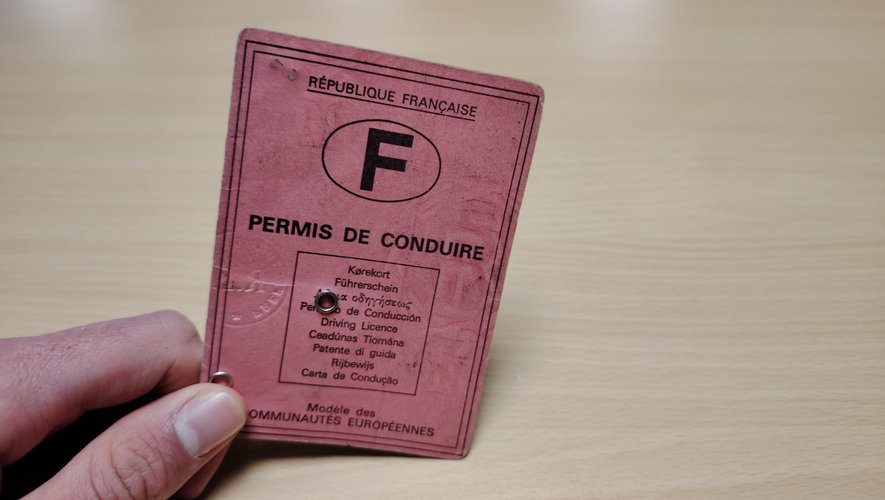 RÉPUBLIQUE FRANÇAISE
F
PERMIS DE CONDUIRE
Kørekort
Führerschein
οδηγήσεως
de Conducción
Driving Licence
Ceadúnas Tiomána
Patente di guida
Rijbewijs
Carta de Condução
Modèle des
OMMUNAUTÉS EUROPÉENNES